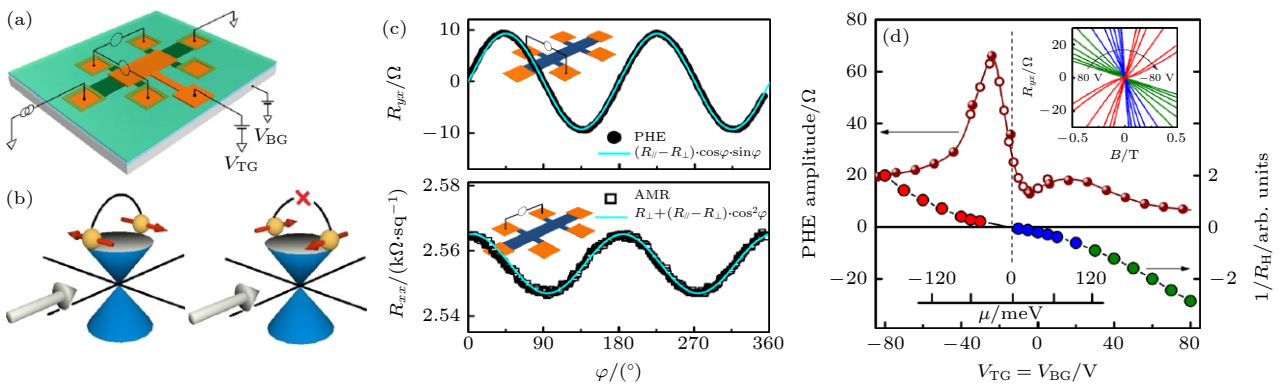 (a)
V_BG
V_TG
(b)
(c)
10
0
−10
R_yx/Ω
PHE
(R_//−R_⊥)·cosφ·sinφ
2.58
2.56
2.54
R_xx/(kΩ·sq⁻¹)
AMR
R_⊥+(R_//−R_⊥)·cos²φ
0 90 180 270 360
φ/(°)
(d)
80
60
40
20
0
−20
PHE amplitude/Ω
30
0
−20
R_yx/Ω
80 V
−80 V
−0.5 0 0.5
B/T
2
0
−2
1/R_H/arb. units
−120 0 120
μ/meV
−80 −40 0 40 80
V_TG = V_BG/V